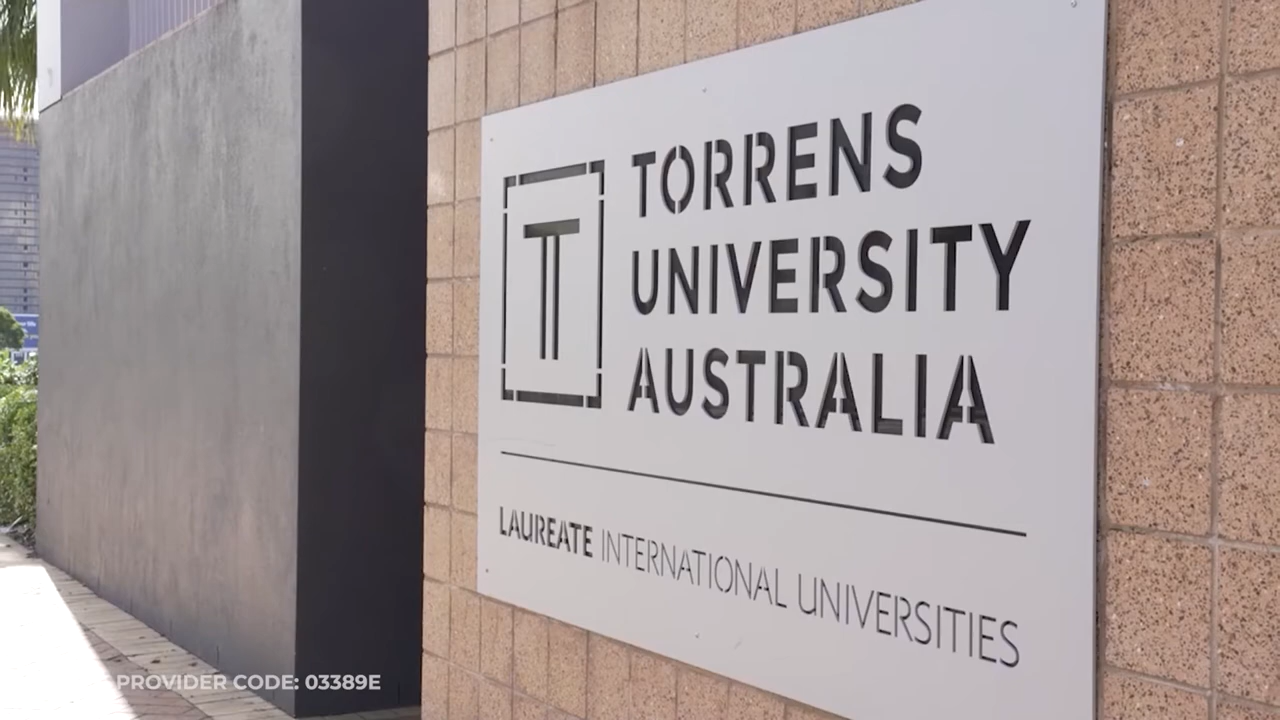 T
TORRENS
UNIVERSITY
AUSTRALIA
LAUREATE INTERNATIONAL UNIVERSITIES
PROVIDER CODE: 03389E